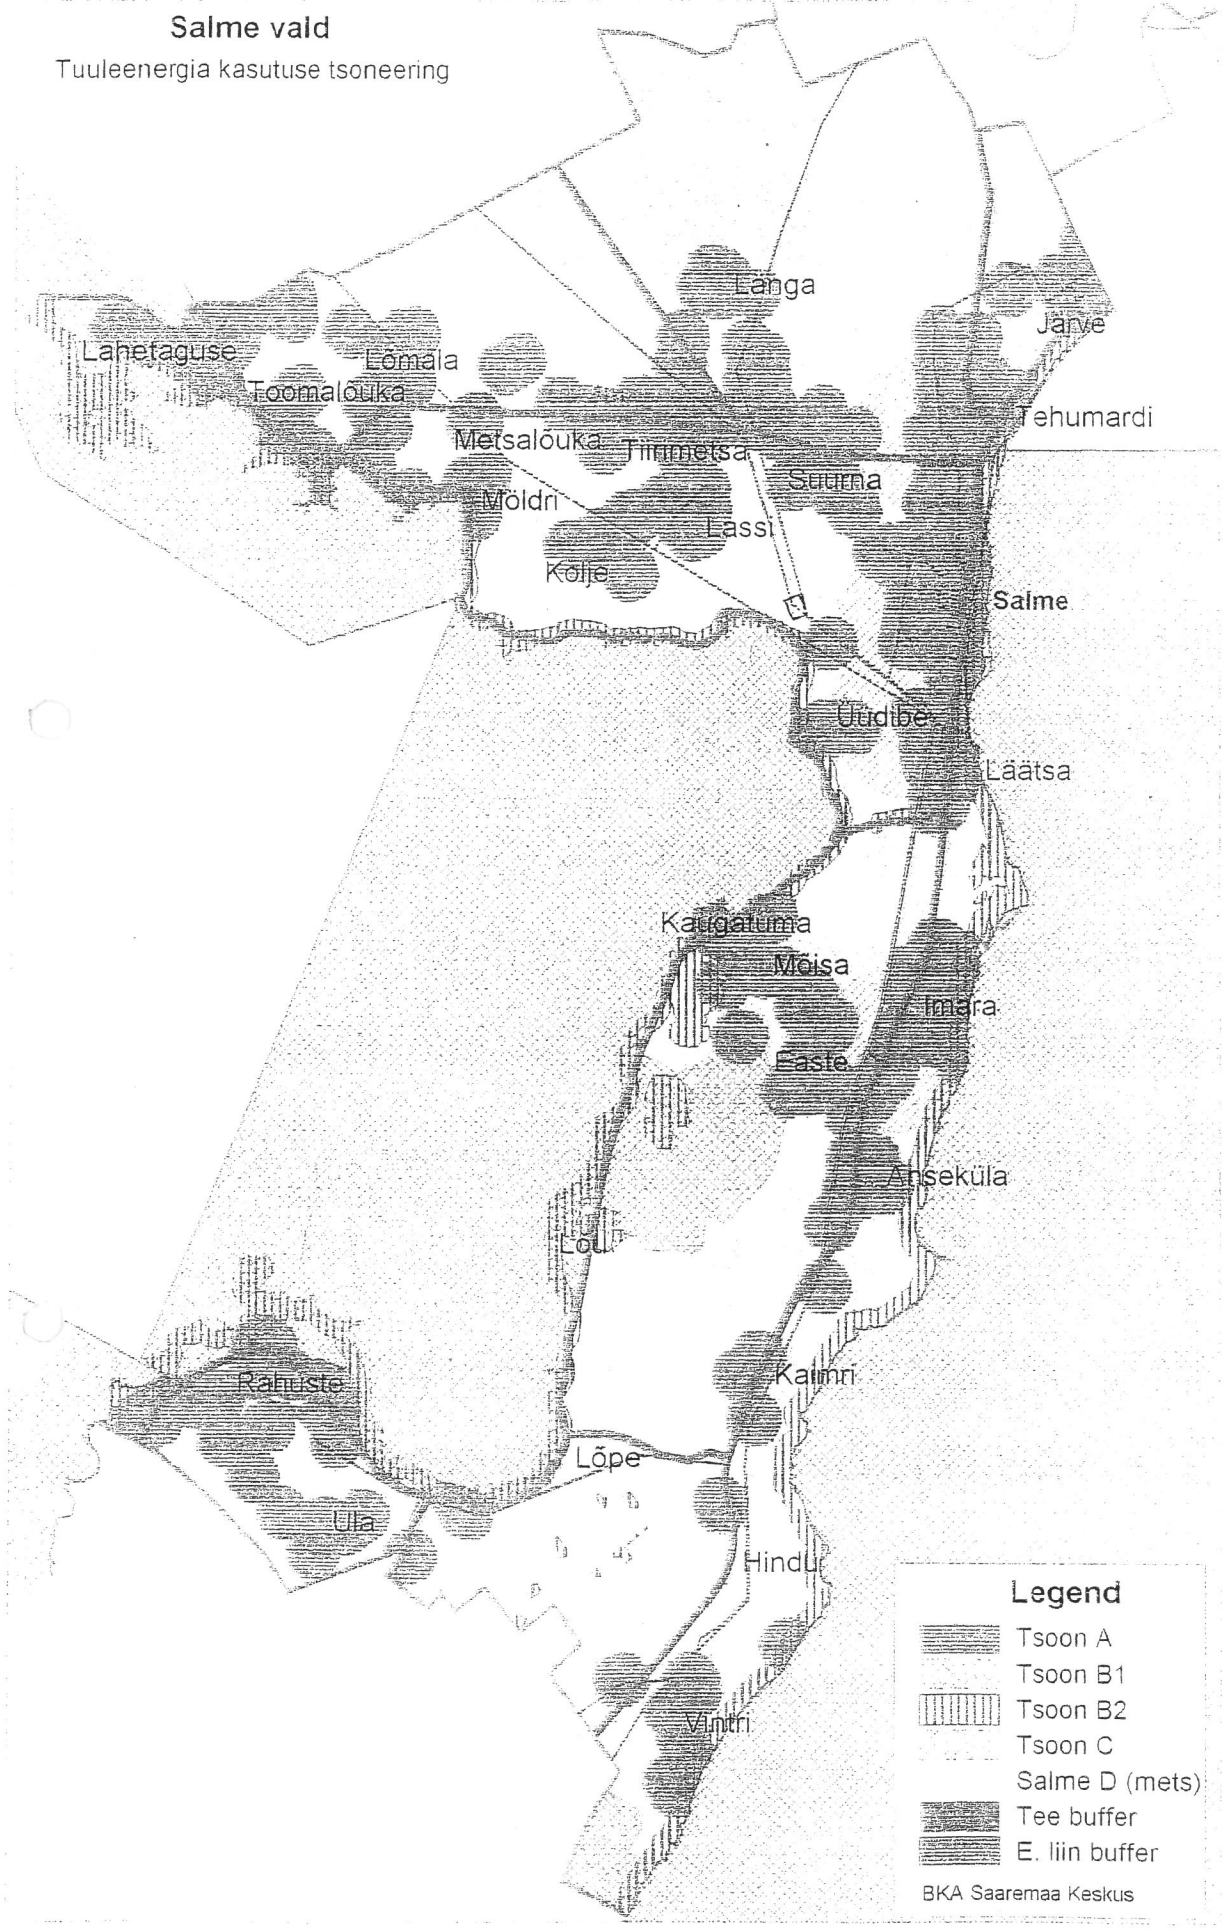 Salme vald
Tuuleenergia kasutuse tsoneering
Länga
Järve
Lahetaguse
Lõmala
Toomalõuka
Tehumardi
Metsalõuka
Tiirimetsa
Suurna
Möldri
Lassi
Kolje
Salme
Üüdibe
Läätsa
Kaugatuma
Mõisa
Imara
Easte
Anseküla
Lõu
Kaimri
Rahuste
Lõpe
Ula
Hindu
Vintri
Legend
Tsoon A
Tsoon B1
Tsoon B2
Tsoon C
Salme D (mets)
Tee buffer
E. liin buffer
BKA Saaremaa Keskus